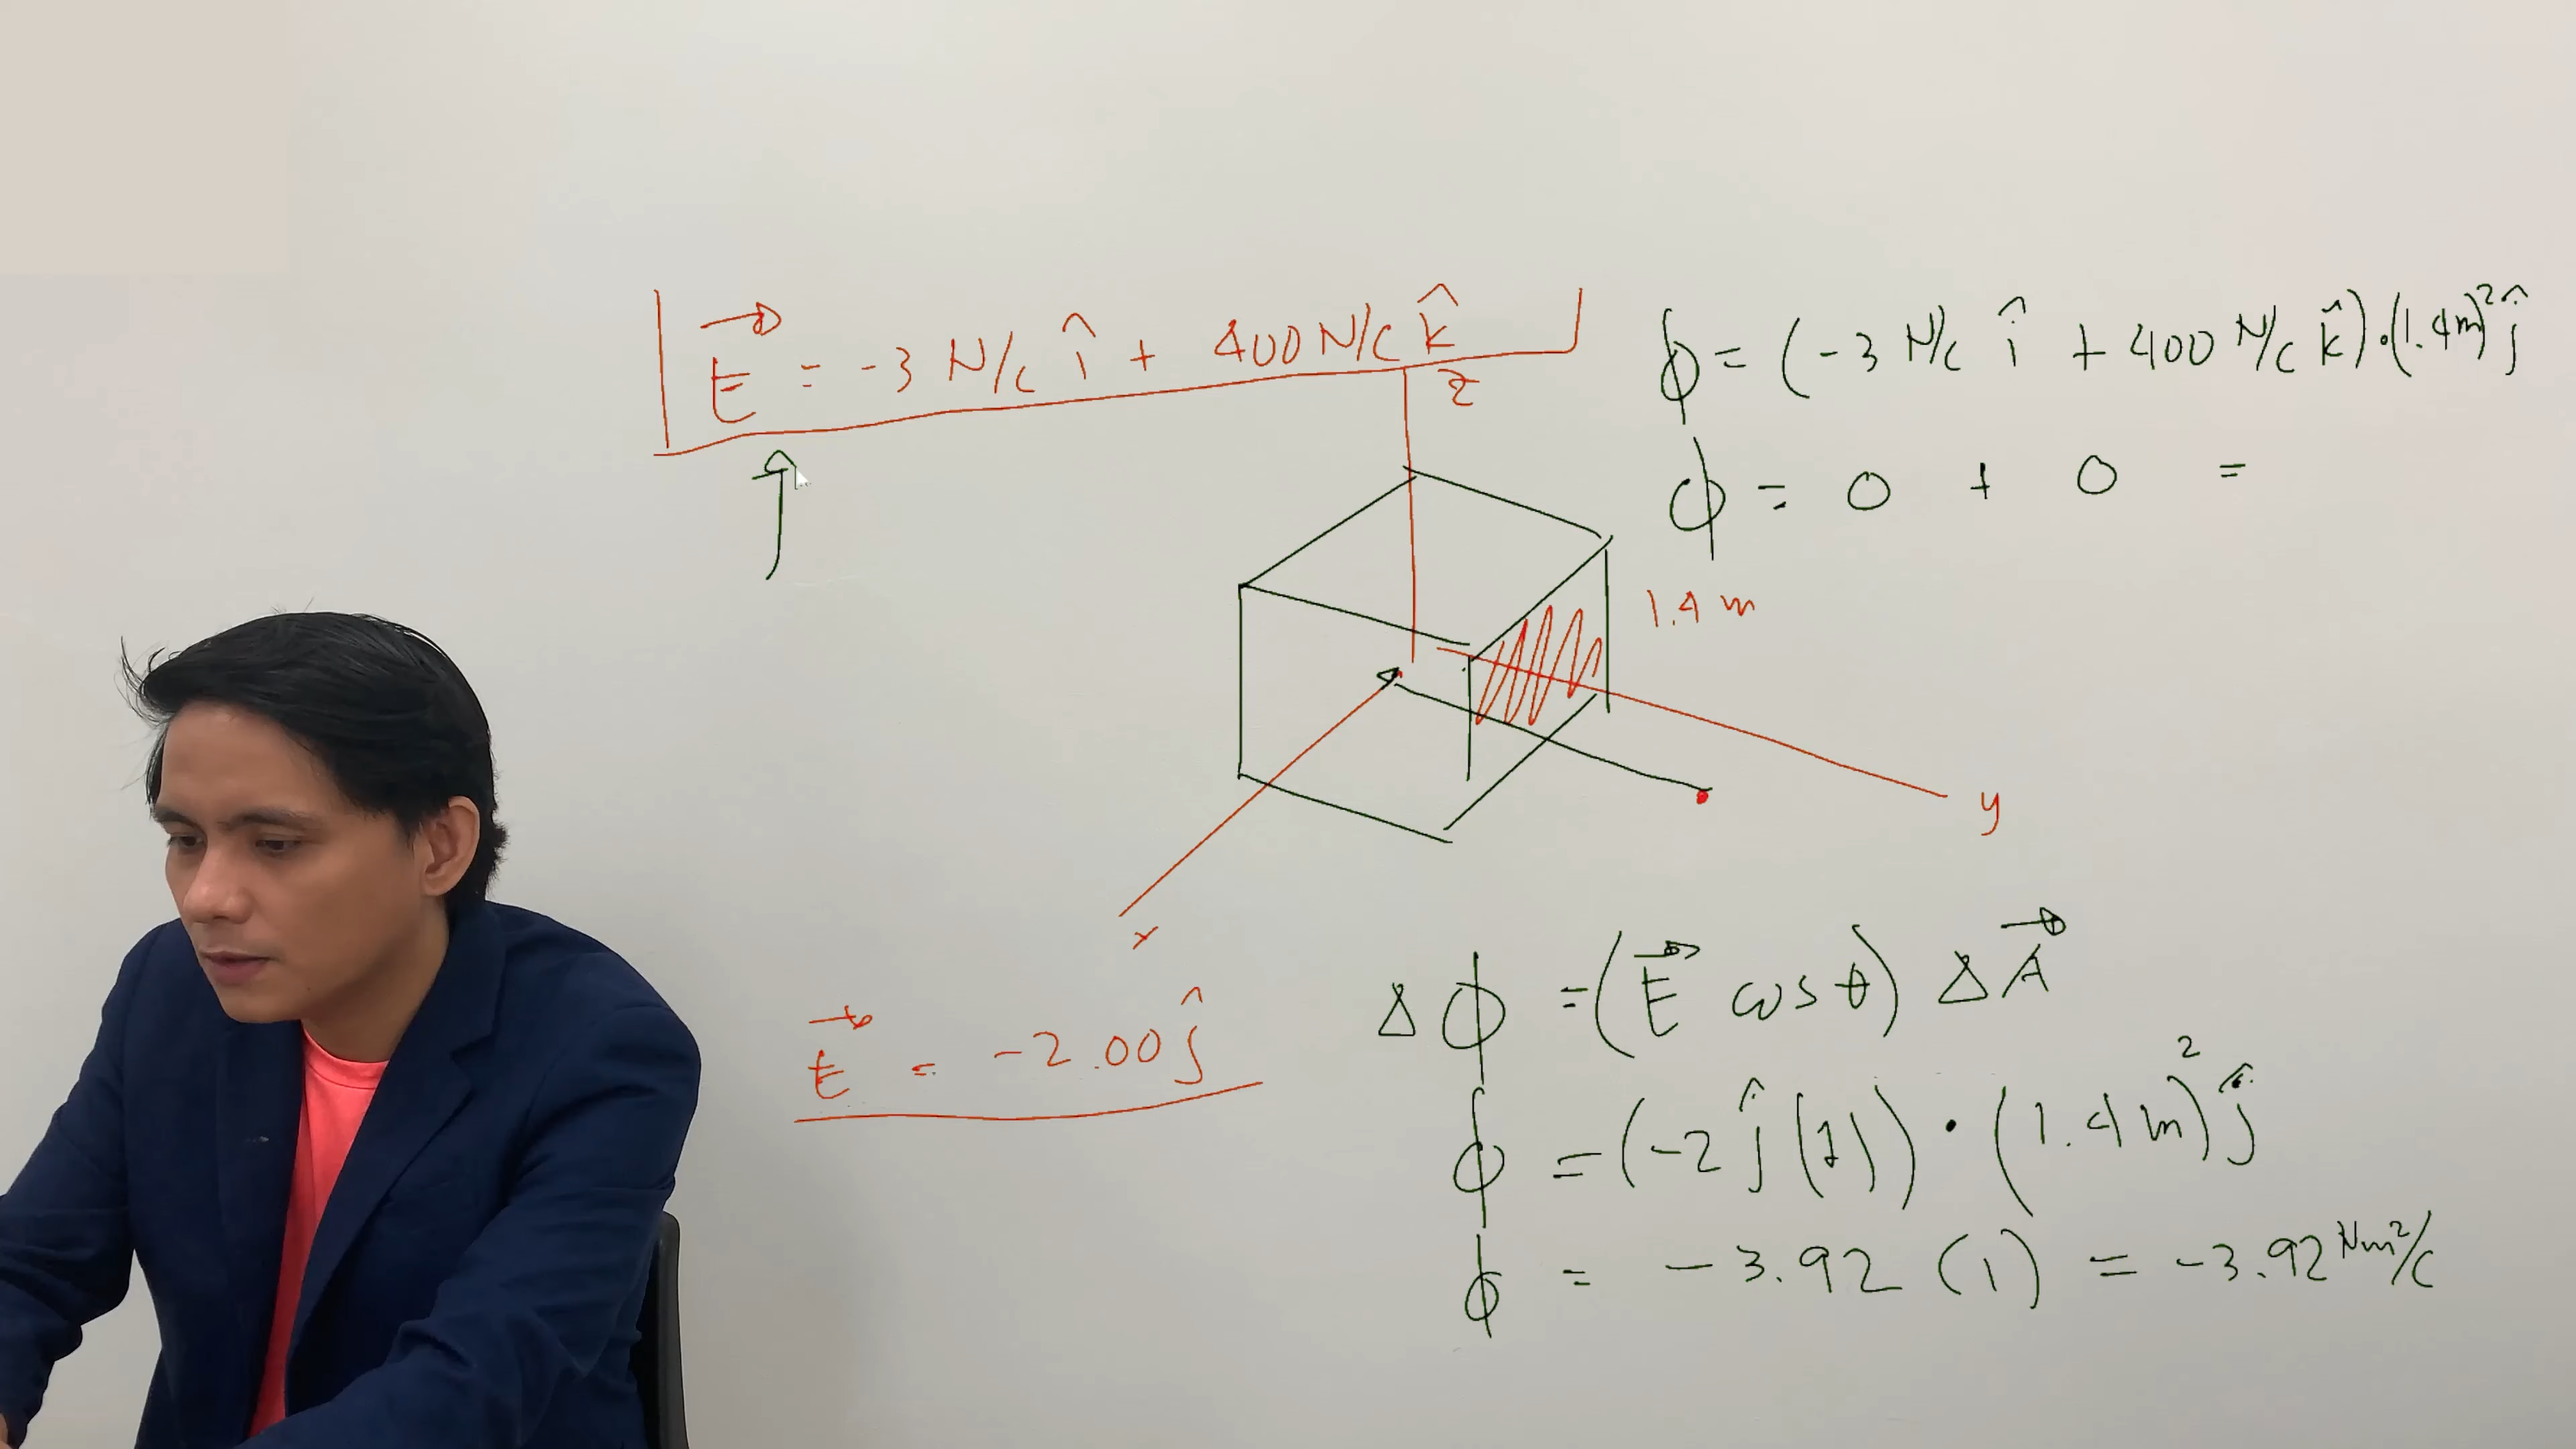 E⃗ = -3 N/C î + 400 N/C k̂
z
ϕ = (-3 N/C î + 400 N/C k̂)·(1.4m)² ĵ
ϕ = 0 + 0 =
1.4 m
y
x
E⃗ = -2.00 ĵ
Δϕ = (E⃗ cos θ) ΔA⃗
ϕ = (-2 ĵ (1)) · (1.4 m)² ĵ
ϕ = -3.92 (1) = -3.92 Nm²/C